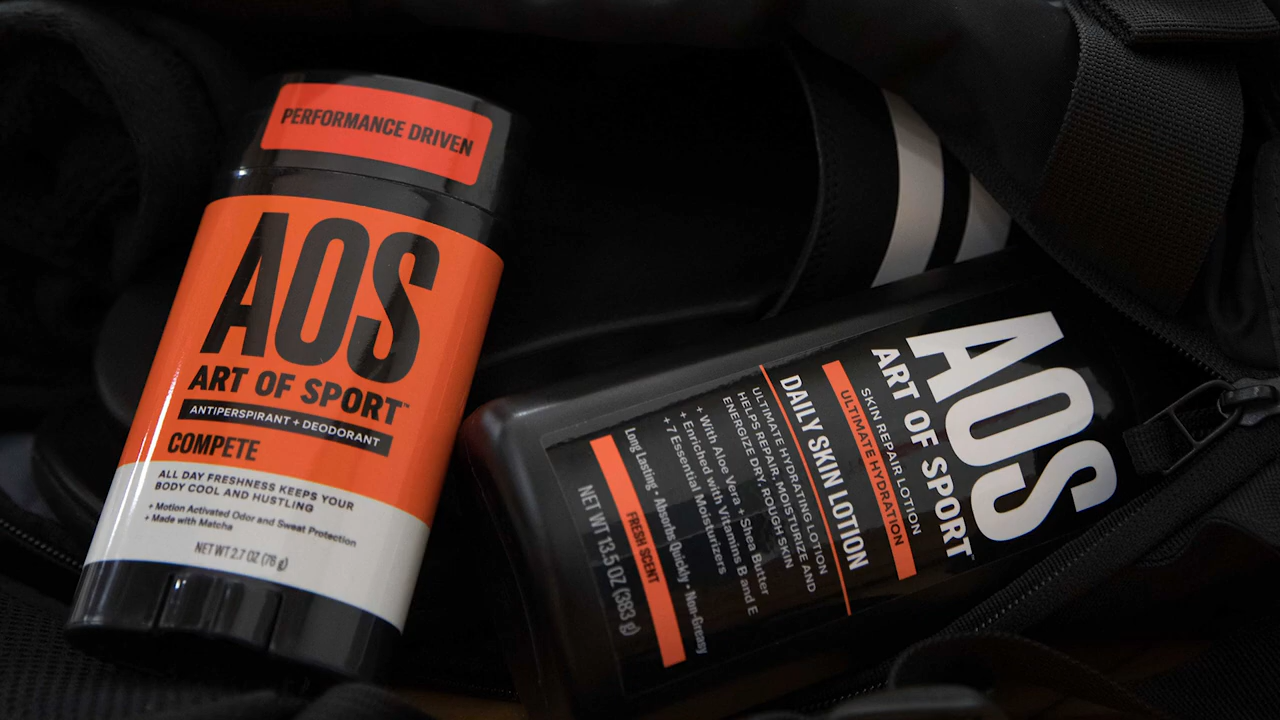 PERFORMANCE DRIVEN
AOS
ART OF SPORT™
ANTIPERSPIRANT + DEODORANT
COMPETE
ALL DAY FRESHNESS KEEPS YOUR
BODY COOL AND HUSTLING
+ Motion Activated Odor and Sweat Protection
+ Made with Matcha
NET WT 2.7 OZ (76 g)
AOS
ART OF SPORT™
SKIN REPAIR LOTION
ULTIMATE HYDRATION
DAILY SKIN LOTION
ULTIMATE HYDRATING LOTION
HELPS REPAIR, MOISTURIZE AND
ENERGIZE DRY, ROUGH SKIN
+ With Aloe Vera + Shea Butter
+ Enriched with Vitamins B and E
+ 7 Essential Moisturizers
Long Lasting • Absorbs Quickly • Non-Greasy
FRESH SCENT
NET WT 13.5 OZ (383 g)